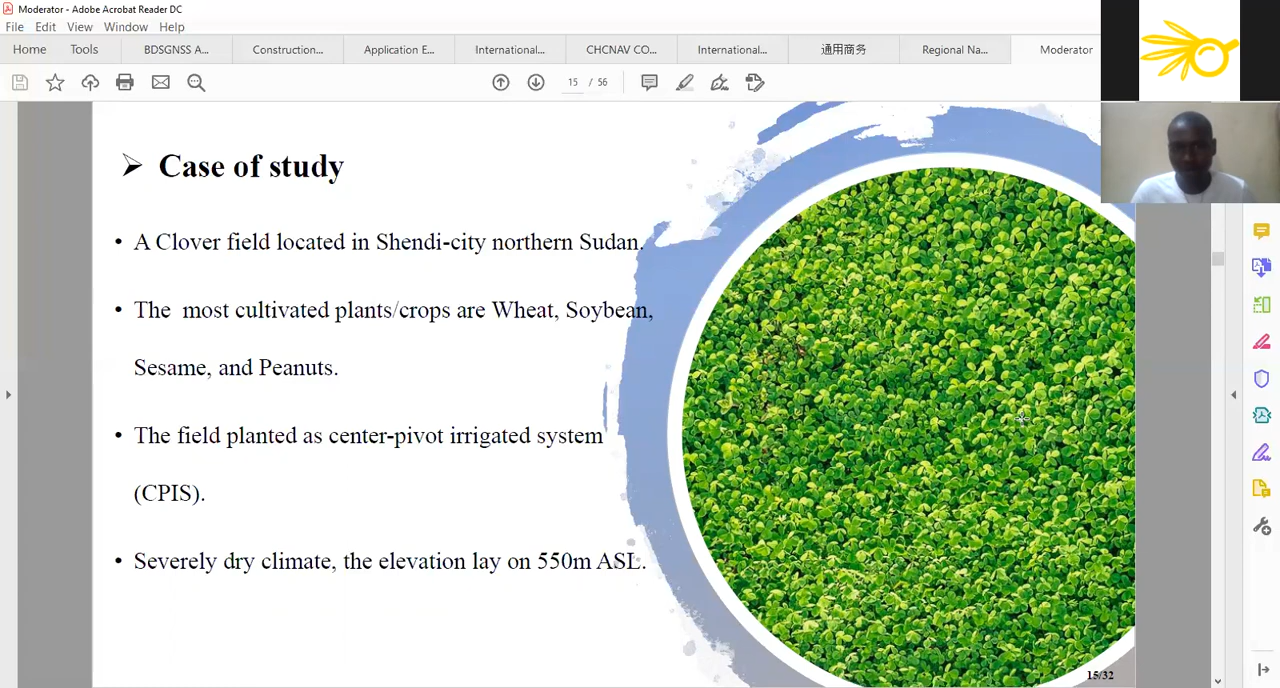 Moderator - Adobe Acrobat Reader DC
File Edit View Window Help
Home Tools BDSGNSS A... Construction... Application E... International... CHCNAV CO... International... 通用商务 Regional Na... Moderator
15 / 56
➢ Case of study
• A Clover field located in Shendi-city northern Sudan.
• The most cultivated plants/crops are Wheat, Soybean,
Sesame, and Peanuts.
• The field planted as center-pivot irrigated system
(CPIS).
• Severely dry climate, the elevation lay on 550m ASL.
15/32